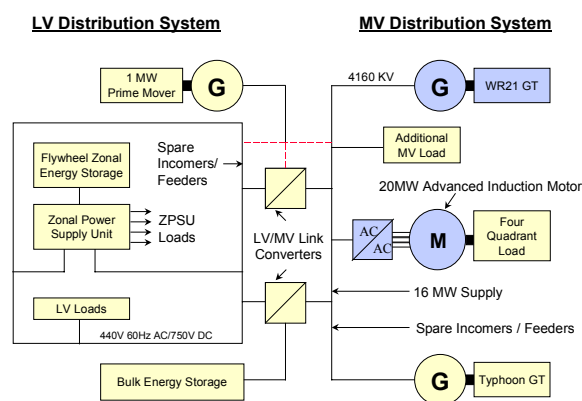 LV Distribution System
MV Distribution System
1 MW
Prime Mover
G
4160 KV
G
WR21 GT
Spare
Incomers/
Feeders
Additional
MV Load
Flywheel Zonal
Energy Storage
20MW Advanced Induction Motor
Zonal Power
Supply Unit
ZPSU
Loads
AC
AC
M
Four
Quadrant
Load
LV/MV Link
Converters
16 MW Supply
LV Loads
Spare Incomers / Feeders
440V 60Hz AC/750V DC
Bulk Energy Storage
G
Typhoon GT